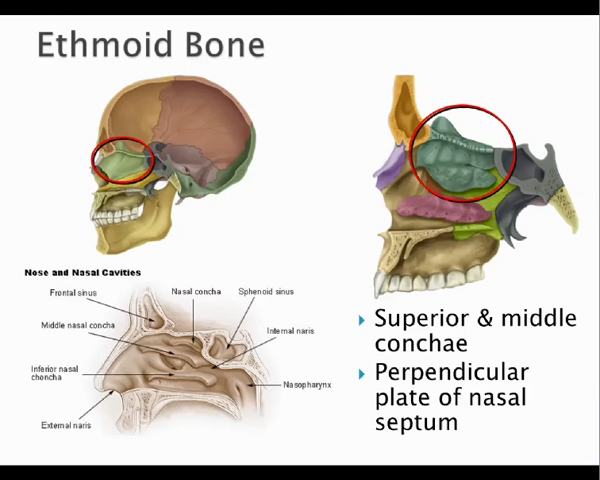 Ethmoid Bone
Nose and Nasal Cavities
Frontal sinus
Nasal concha
Sphenoid sinus
Middle nasal concha
Internal naris
Inferior nasal
choncha
Nasopharynx
External naris
Superior & middle
conchae
Perpendicular
plate of nasal
septum